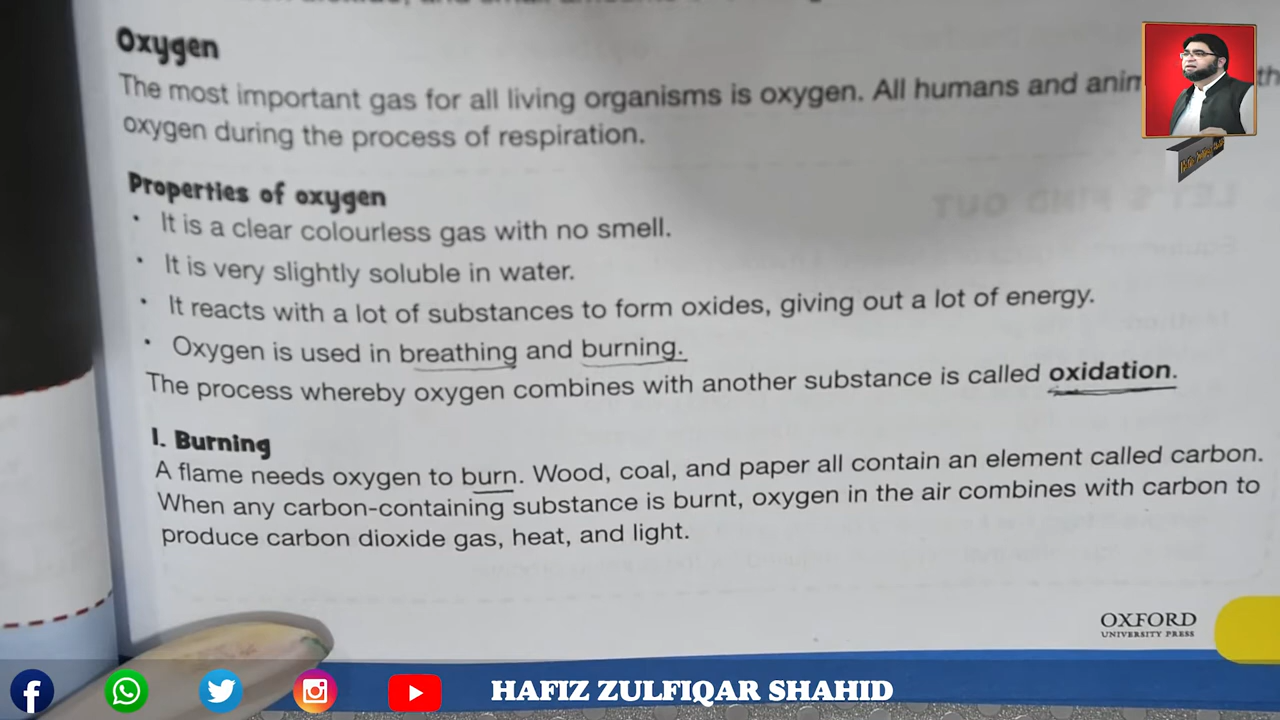 Oxygen
The most important gas for all living organisms is oxygen. All humans and
oxygen during the process of respiration.
Properties of oxygen
• It is a clear colourless gas with no smell.
• It is very slightly soluble in water.
• It reacts with a lot of substances to form oxides, giving out a lot of energy.
• Oxygen is used in breathing and burning.
The process whereby oxygen combines with another substance is called oxidation.
1. Burning
A flame needs oxygen to burn. Wood, coal, and paper all contain an element called carbon.
When any carbon-containing substance is burnt, oxygen in the air combines with carbon to
produce carbon dioxide gas, heat, and light.
OXFORD
UNIVERSITY PRESS
HAFIZ ZULFIQAR SHAHID